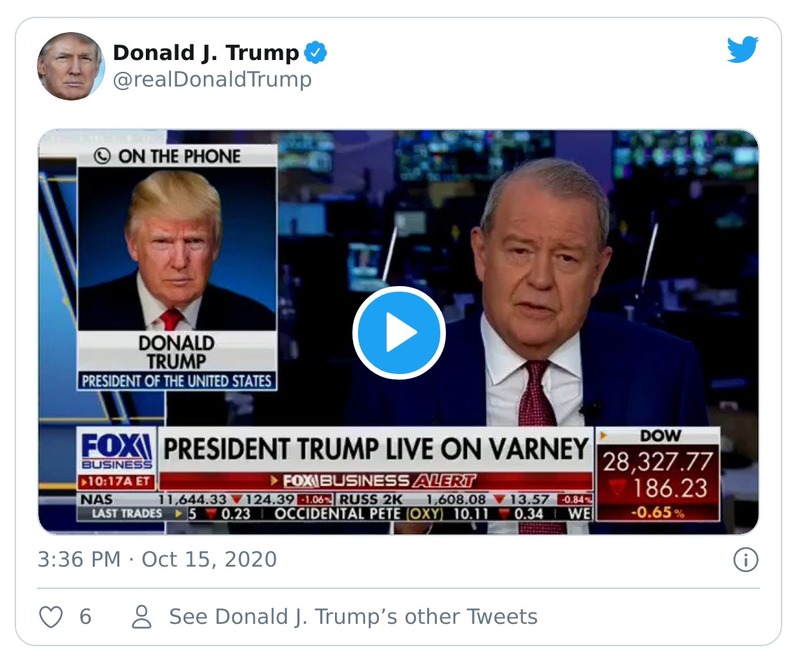 Donald J. Trump
@realDonaldTrump
ON THE PHONE
DONALD
TRUMP
PRESIDENT OF THE UNITED STATES
FOX
BUSINESS
10:17A ET
PRESIDENT TRUMP LIVE ON VARNEY
FOX BUSINESS ALERT
DOW
28,327.77
186.23
-0.65%
NAS 11,644.33 124.39 -1.06% RUSS 2K 1,608.08 13.57 -0.84%
LAST TRADES 5 0.23 OCCIDENTAL PETE (OXY) 10.11 0.34 WE
3:36 PM · Oct 15, 2020
6 See Donald J. Trump’s other Tweets